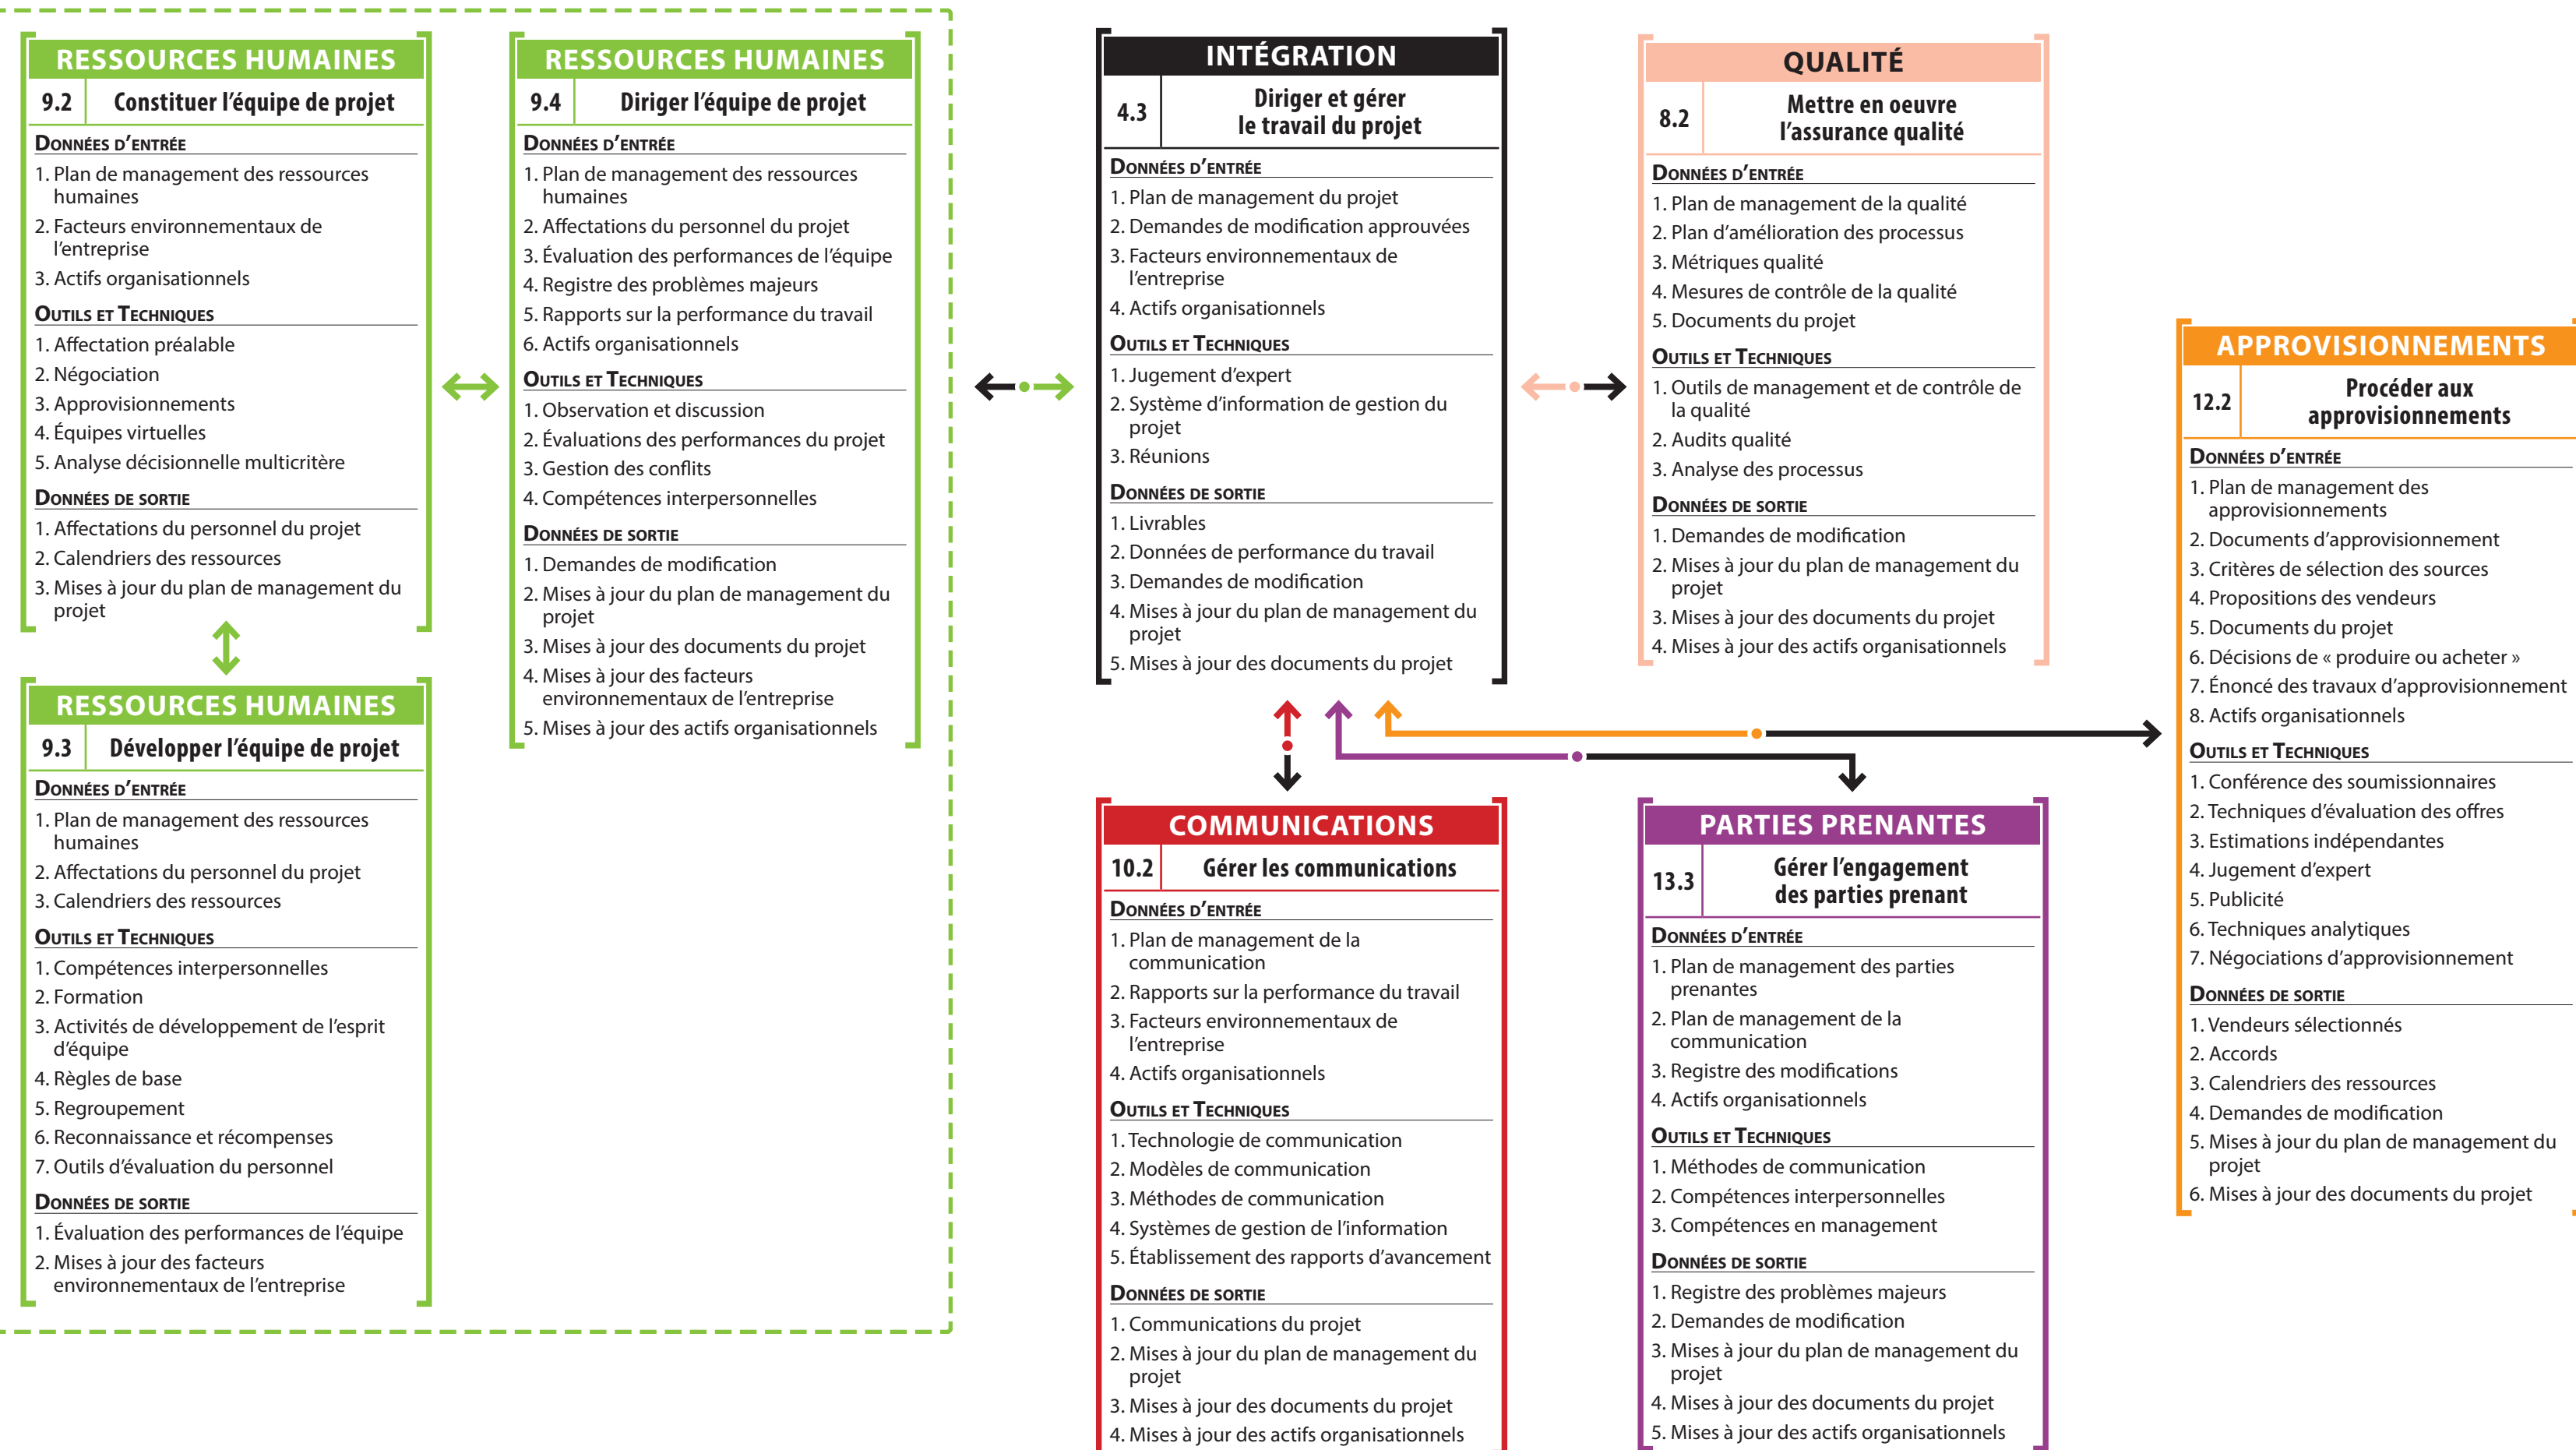 RESSOURCES HUMAINES
9.2 Constituer l'équipe de projet
Données d'entrée
1. Plan de management des ressources
humaines
2. Facteurs environnementaux de
l'entreprise
3. Actifs organisationnels
Outils et Techniques
1. Affectation préalable
2. Négociation
3. Approvisionnements
4. Équipes virtuelles
5. Analyse décisionnelle multicritère
Données de sortie
1. Affectations du personnel du projet
2. Calendriers des ressources
3. Mises à jour du plan de management du
projet
RESSOURCES HUMAINES
9.3 Développer l'équipe de projet
Données d'entrée
1. Plan de management des ressources
humaines
2. Affectations du personnel du projet
3. Calendriers des ressources
Outils et Techniques
1. Compétences interpersonnelles
2. Formation
3. Activités de développement de l'esprit
d'équipe
4. Règles de base
5. Regroupement
6. Reconnaissance et récompenses
7. Outils d'évaluation du personnel
Données de sortie
1. Évaluation des performances de l'équipe
2. Mises à jour des facteurs
environnementaux de l'entreprise
RESSOURCES HUMAINES
9.4 Diriger l'équipe de projet
Données d'entrée
1. Plan de management des ressources
humaines
2. Affectations du personnel du projet
3. Évaluation des performances de l'équipe
4. Registre des problèmes majeurs
5. Rapports sur la performance du travail
6. Actifs organisationnels
Outils et Techniques
1. Observation et discussion
2. Évaluations des performances du projet
3. Gestion des conflits
4. Compétences interpersonnelles
Données de sortie
1. Demandes de modification
2. Mises à jour du plan de management du
projet
3. Mises à jour des documents du projet
4. Mises à jour des facteurs
environnementaux de l'entreprise
5. Mises à jour des actifs organisationnels
INTÉGRATION
4.3 Diriger et gérer
le travail du projet
Données d'entrée
1. Plan de management du projet
2. Demandes de modification approuvées
3. Facteurs environnementaux de
l'entreprise
4. Actifs organisationnels
Outils et Techniques
1. Jugement d'expert
2. Système d'information de gestion du
projet
3. Réunions
Données de sortie
1. Livrables
2. Données de performance du travail
3. Demandes de modification
4. Mises à jour du plan de management du
projet
5. Mises à jour des documents du projet
COMMUNICATIONS
10.2 Gérer les communications
Données d'entrée
1. Plan de management de la
communication
2. Rapports sur la performance du travail
3. Facteurs environnementaux de
l'entreprise
4. Actifs organisationnels
Outils et Techniques
1. Technologie de communication
2. Modèles de communication
3. Méthodes de communication
4. Systèmes de gestion de l'information
5. Établissement des rapports d'avancement
Données de sortie
1. Communications du projet
2. Mises à jour du plan de management du
projet
3. Mises à jour des documents du projet
4. Mises à jour des actifs organisationnels
QUALITÉ
8.2 Mettre en oeuvre
l'assurance qualité
Données d'entrée
1. Plan de management de la qualité
2. Plan d'amélioration des processus
3. Métriques qualité
4. Mesures de contrôle de la qualité
5. Documents du projet
Outils et Techniques
1. Outils de management et de contrôle de
la qualité
2. Audits qualité
3. Analyse des processus
Données de sortie
1. Demandes de modification
2. Mises à jour du plan de management du
projet
3. Mises à jour des documents du projet
4. Mises à jour des actifs organisationnels
PARTIES PRENANTES
13.3 Gérer l'engagement
des parties prenant
Données d'entrée
1. Plan de management des parties
prenantes
2. Plan de management de la
communication
3. Registre des modifications
4. Actifs organisationnels
Outils et Techniques
1. Méthodes de communication
2. Compétences interpersonnelles
3. Compétences en management
Données de sortie
1. Registre des problèmes majeurs
2. Demandes de modification
3. Mises à jour du plan de management du
projet
4. Mises à jour des documents du projet
5. Mises à jour des actifs organisationnels
APPROVISIONNEMENTS
12.2 Procéder aux
approvisionnements
Données d'entrée
1. Plan de management des
approvisionnements
2. Documents d'approvisionnement
3. Critères de sélection des sources
4. Propositions des vendeurs
5. Documents du projet
6. Décisions de « produire ou acheter »
7. Énoncé des travaux d'approvisionnement
8. Actifs organisationnels
Outils et Techniques
1. Conférence des soumissionnaires
2. Techniques d'évaluation des offres
3. Estimations indépendantes
4. Jugement d'expert
5. Publicité
6. Techniques analytiques
7. Négociations d'approvisionnement
Données de sortie
1. Vendeurs sélectionnés
2. Accords
3. Calendriers des ressources
4. Demandes de modification
5. Mises à jour du plan de management du
projet
6. Mises à jour des documents du projet